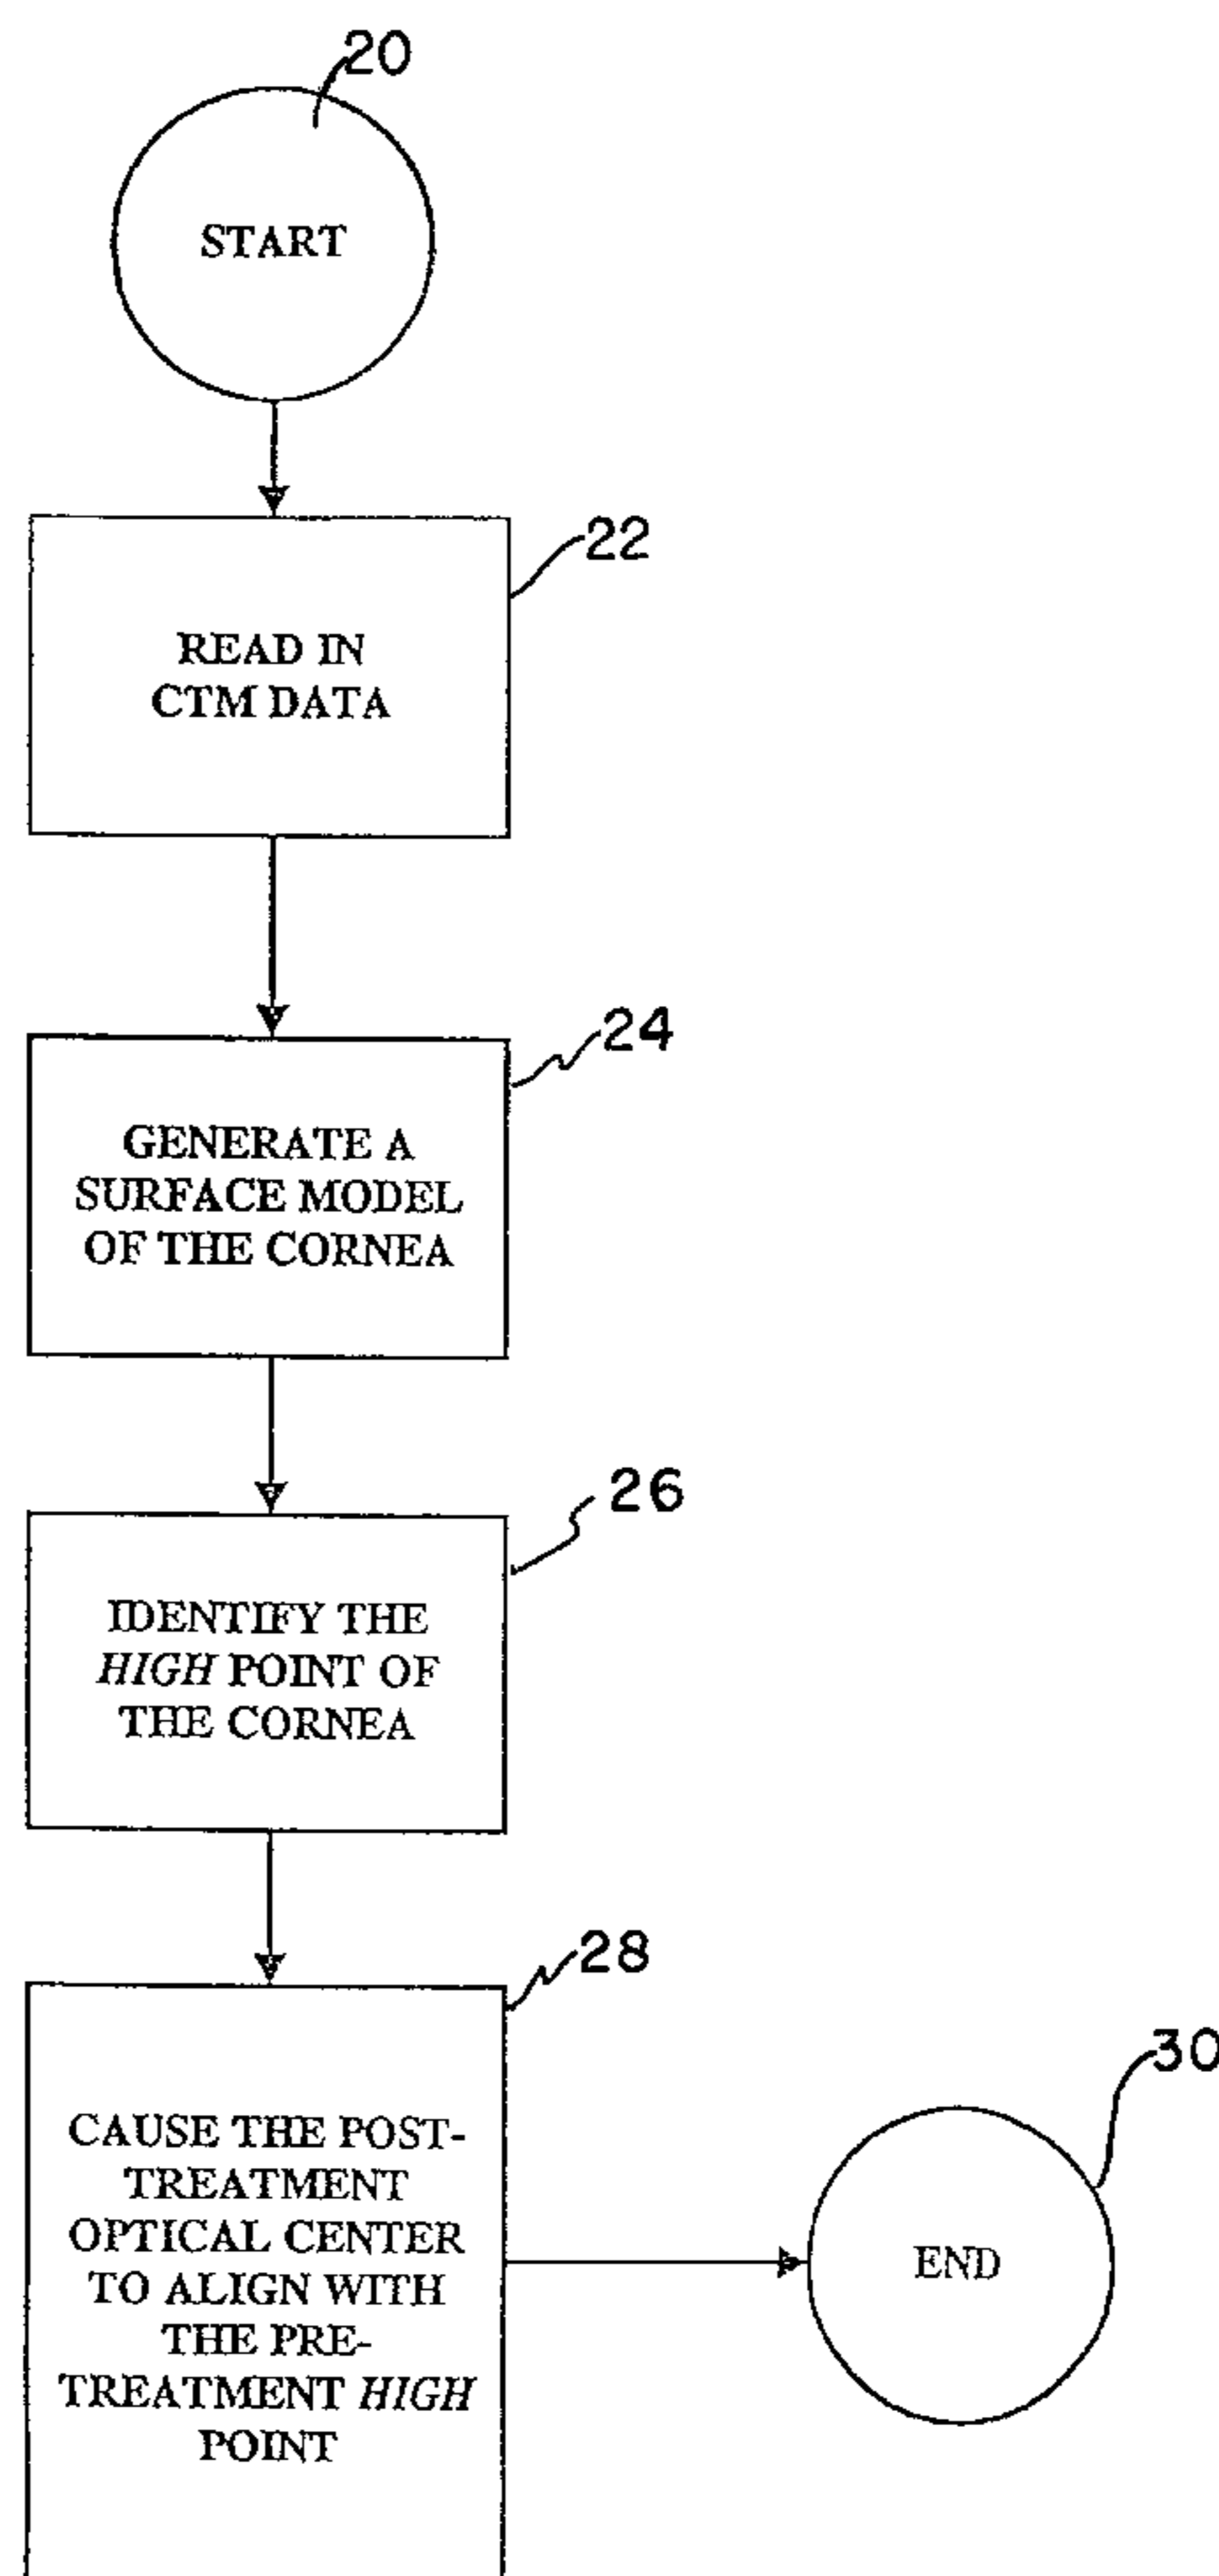 20
START
22
READ IN
CTM DATA
24
GENERATE A
SURFACE MODEL
OF THE CORNEA
26
IDENTIFY THE
HIGH POINT OF
THE CORNEA
28
CAUSE THE POST-
TREATMENT
OPTICAL CENTER
TO ALIGN WITH
THE PRE-
TREATMENT HIGH
POINT
30
END